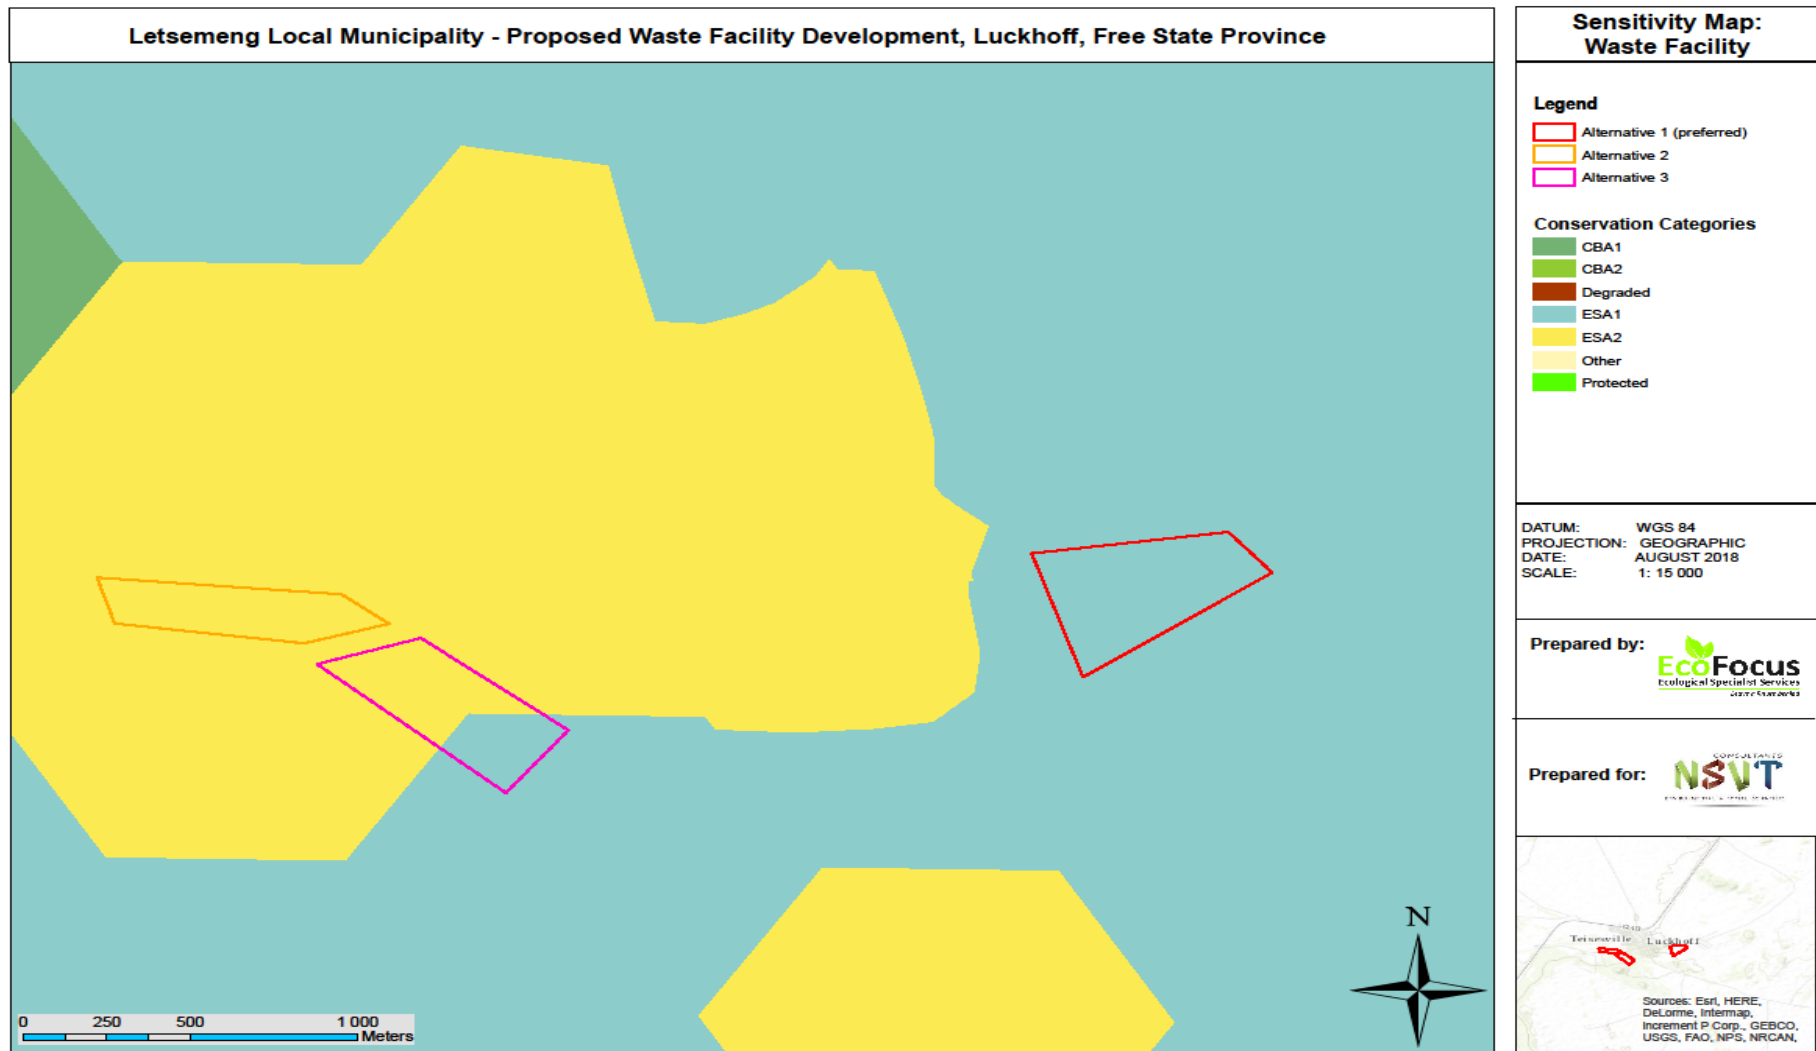 Letsemeng Local Municipality - Proposed Waste Facility Development, Luckhoff, Free State Province
Sensitivity Map:
Waste Facility
Legend
Alternative 1 (preferred)
Alternative 2
Alternative 3
Conservation Categories
CBA1
CBA2
Degraded
ESA1
ESA2
Other
Protected
DATUM: WGS 84
PROJECTION: GEOGRAPHIC
DATE: AUGUST 2018
SCALE: 1: 15 000
Prepared by:
EcoFocus
Ecological Specialist Services
Prepared for:
CONSULTANTS
NSVT
N
0 250 500 1 000
Meters
Luckhoff
Sources: Esri, HERE,
DeLorme, Intermap,
Increment P Corp., GEBCO,
USGS, FAO, NPS, NRCAN,